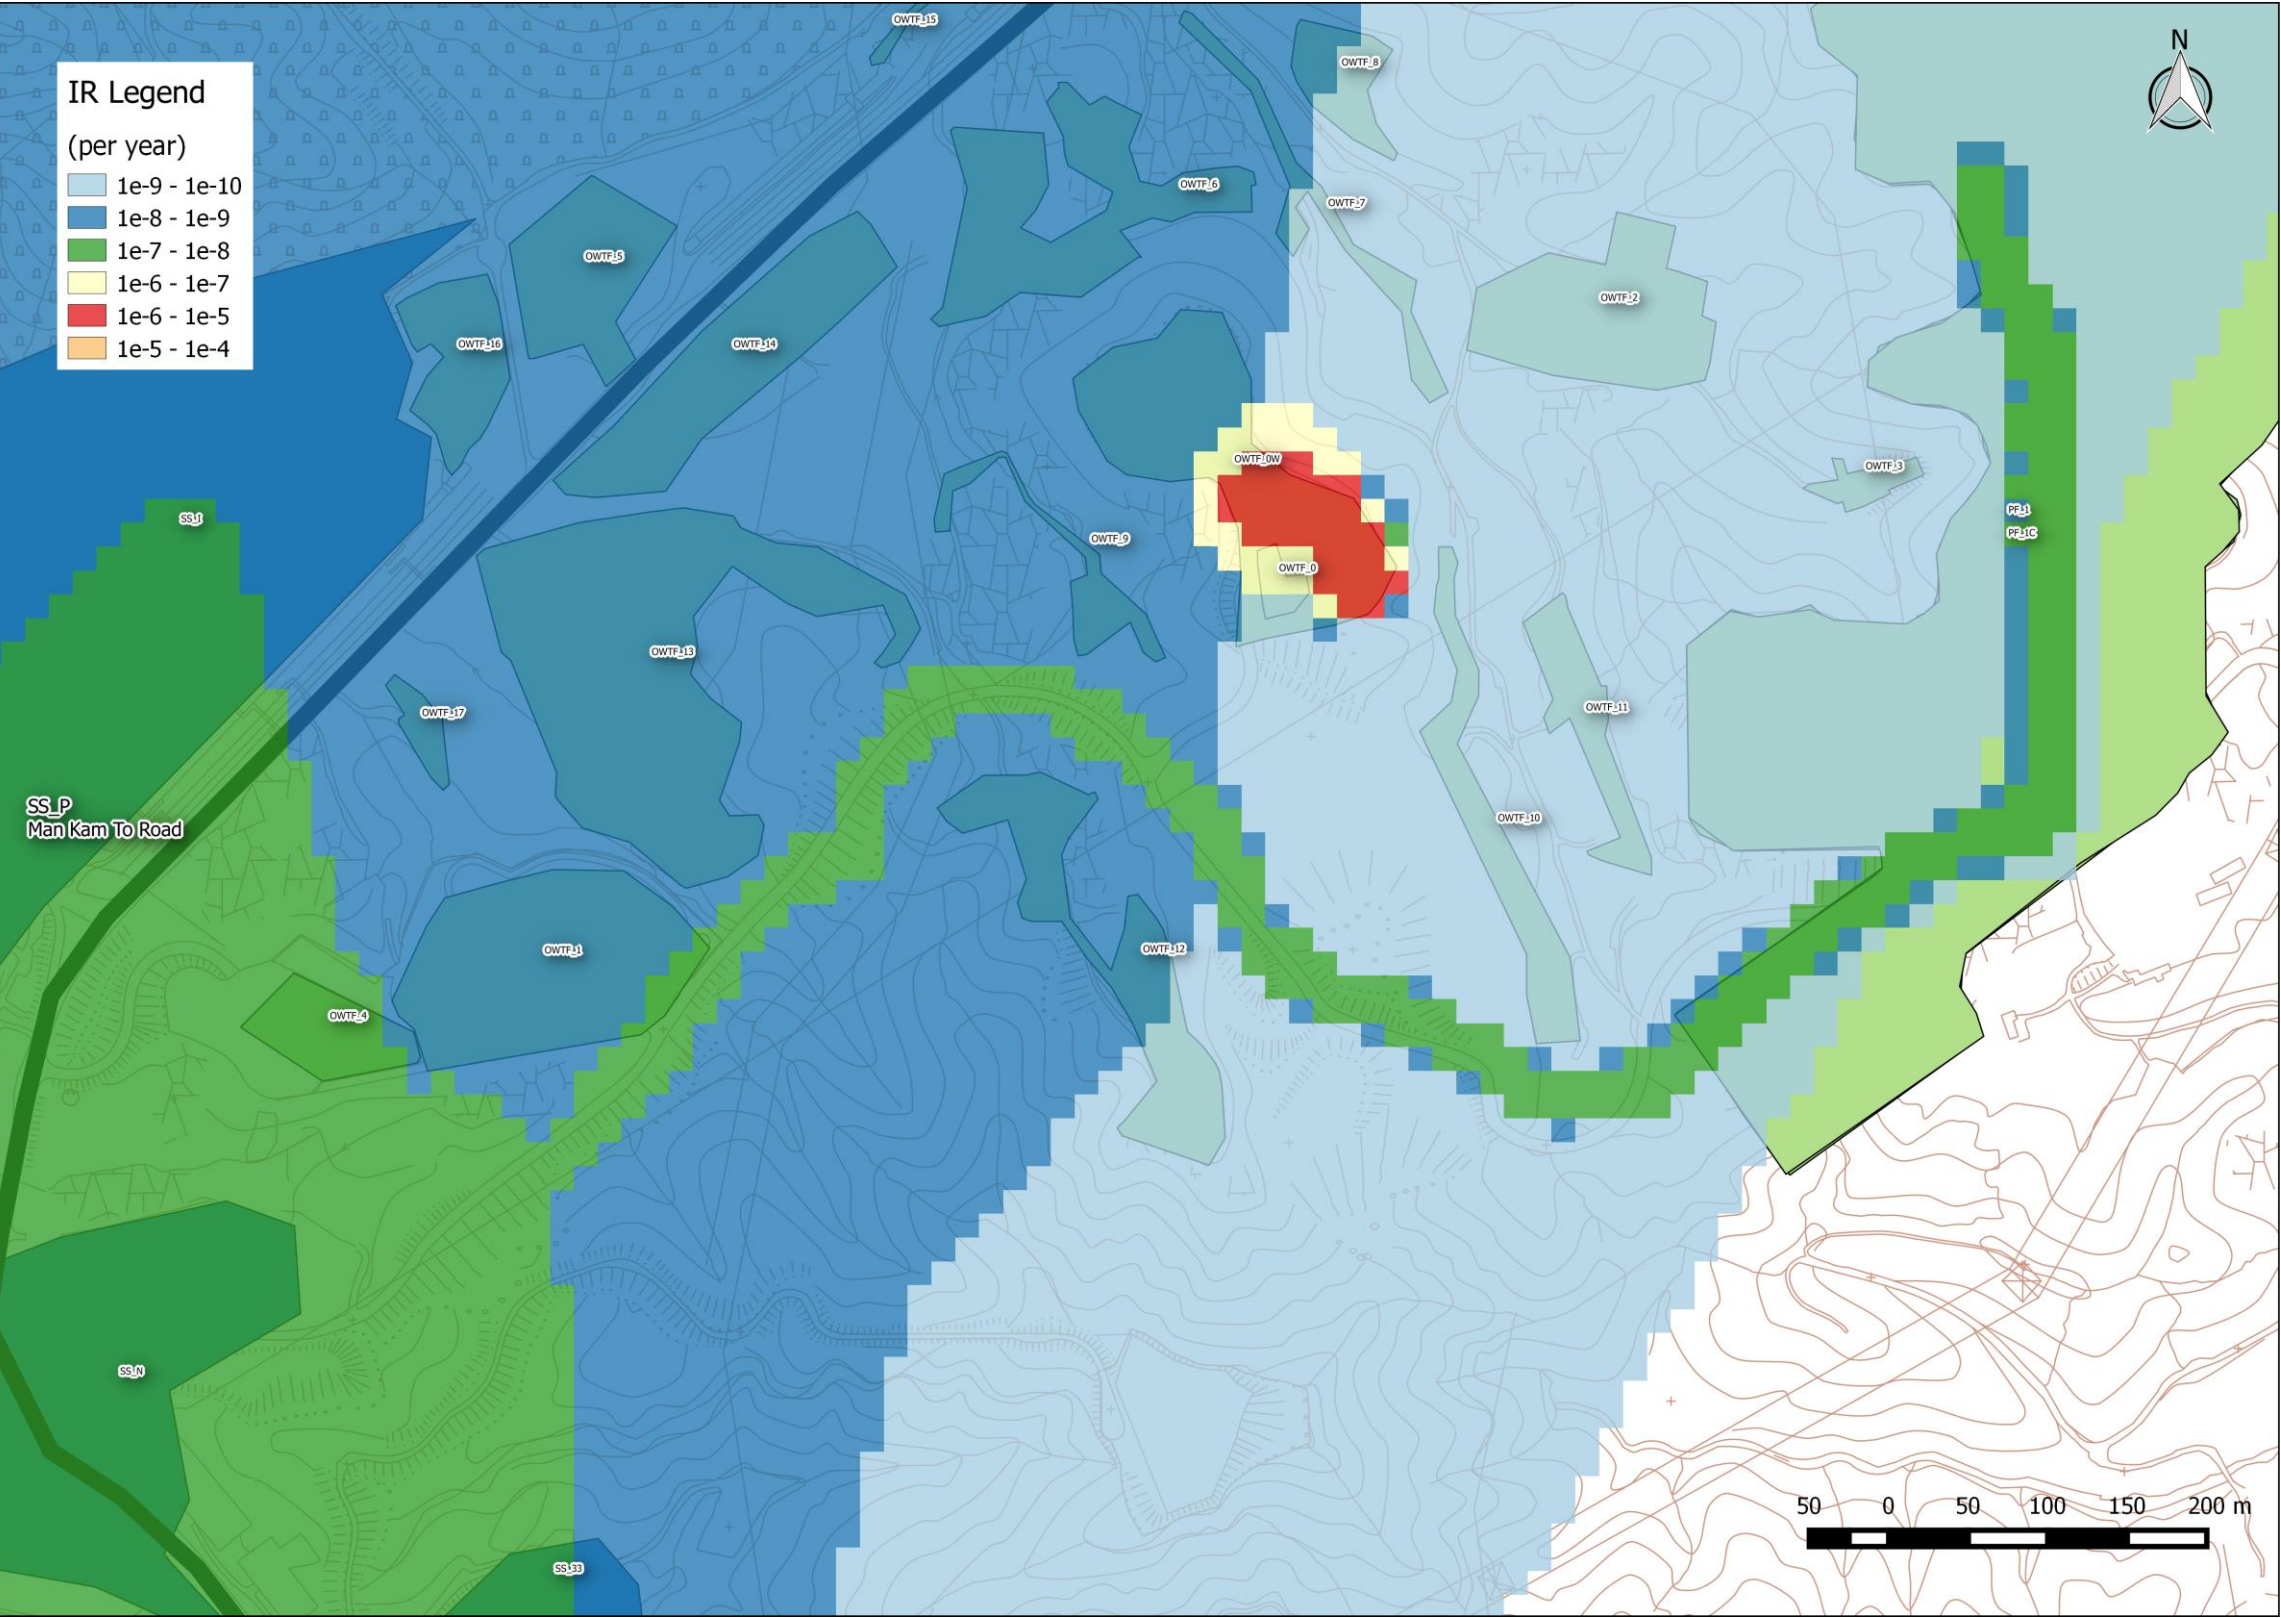 OWTF_15
N
OWTF_8
IR Legend
(per year)
1e-9 - 1e-10
1e-8 - 1e-9
1e-7 - 1e-8
1e-6 - 1e-7
1e-6 - 1e-5
1e-5 - 1e-4
OWTF_6
OWTF_7
OWTF_5
OWTF_2
OWTF_16
OWTF_14
OWTF_0W
OWTF_3
SS_I
PF_1
PF_1C
OWTF_9
OWTF_0
OWTF_13
OWTF_17
OWTF_11
SS_P
Man Kam To Road
OWTF_10
OWTF_1
OWTF_12
OWTF_4
SS_N
50 0 50 100 150 200 m
SS_33